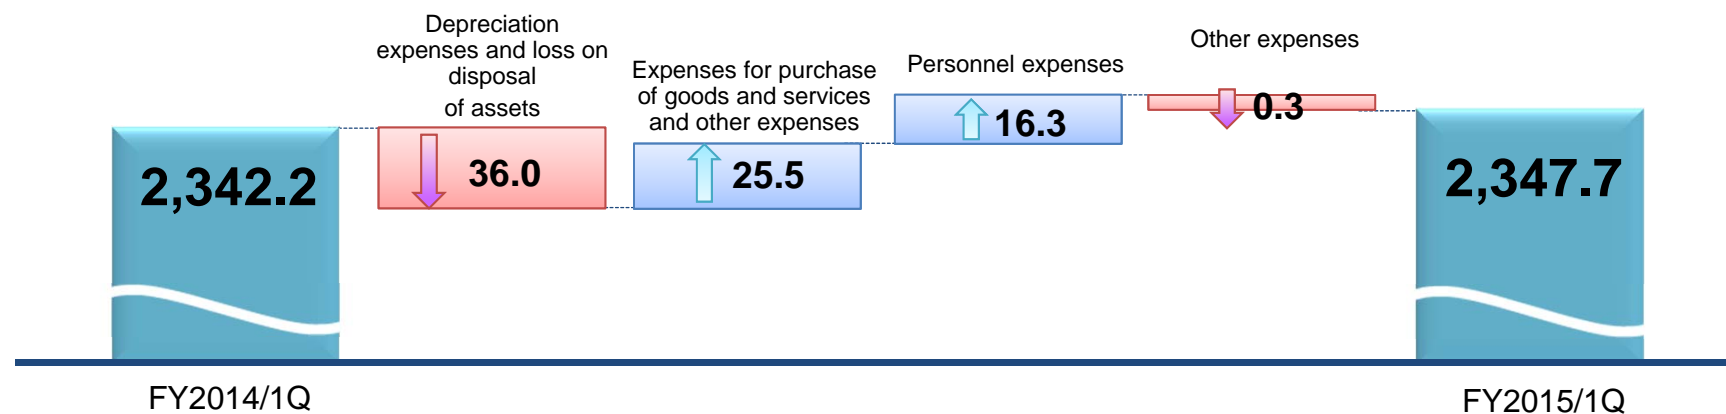 Depreciation
expenses and loss on
disposal
of assets
Expenses for purchase
of goods and services
and other expenses
Personnel expenses
Other expenses
2,342.2
36.0
25.5
16.3
0.3
2,347.7
FY2014/1Q
FY2015/1Q